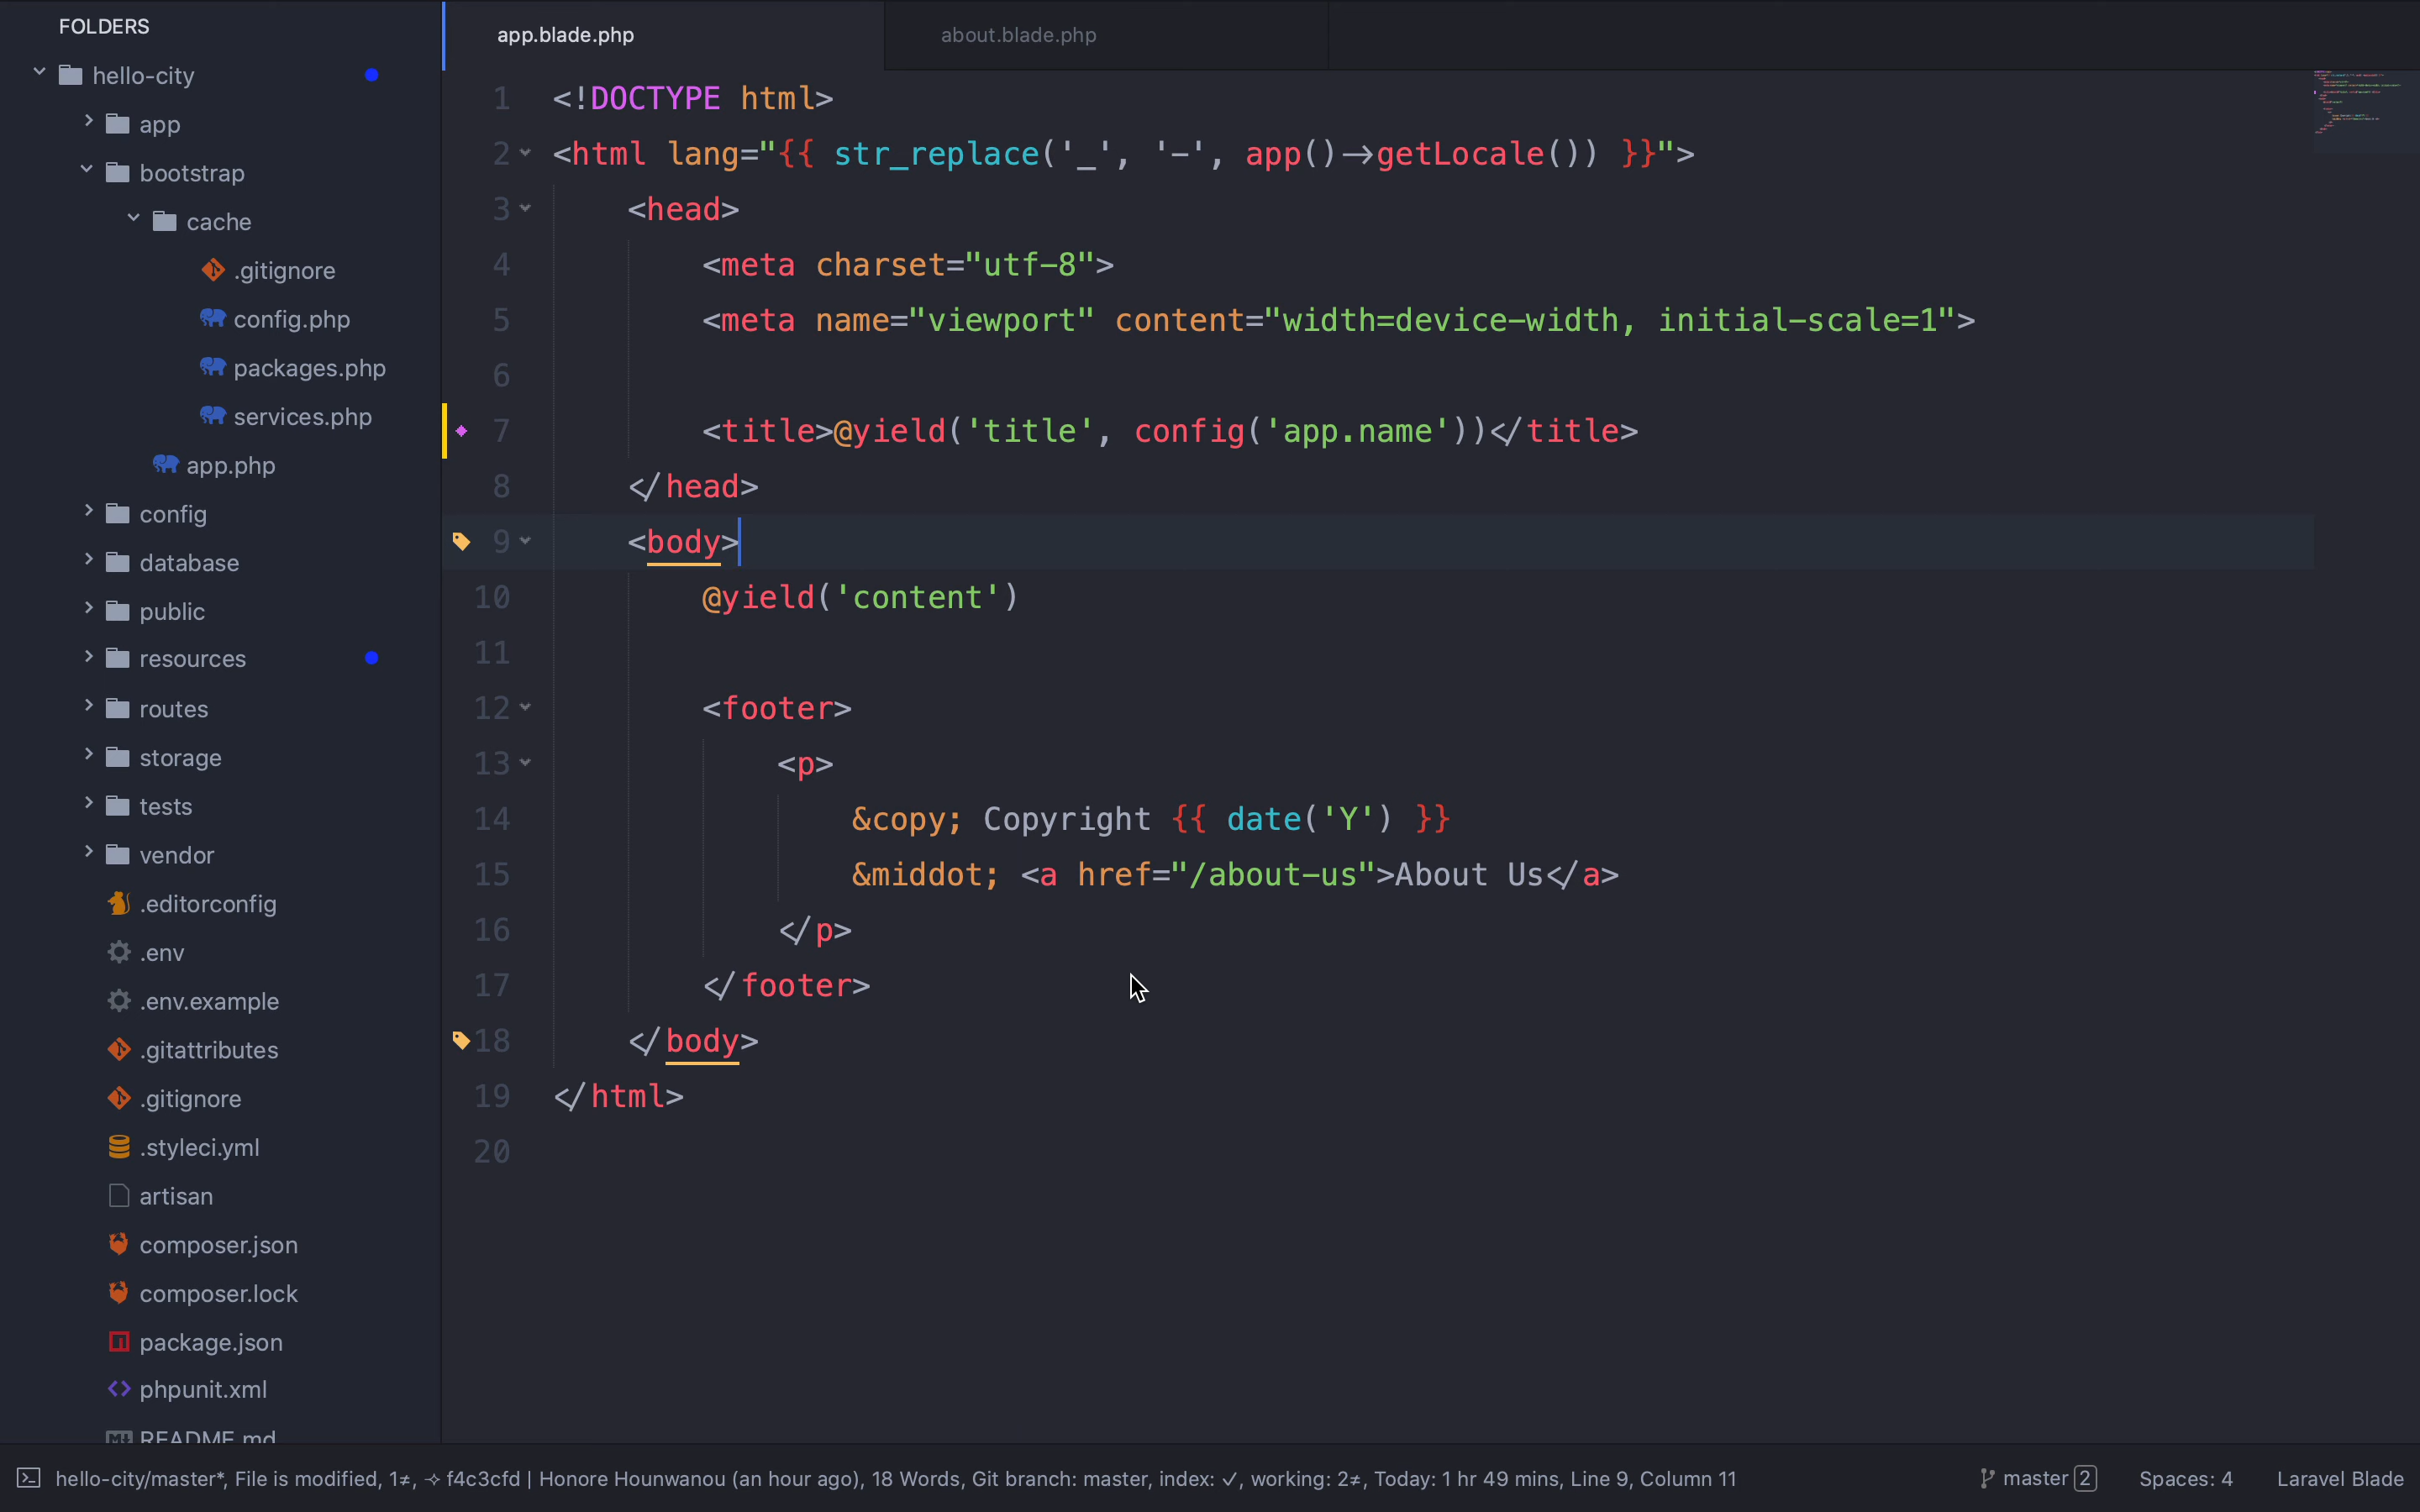 FOLDERS
hello-city
app
bootstrap
cache
.gitignore
config.php
packages.php
services.php
app.php
config
database
public
resources
routes
storage
tests
vendor
.editorconfig
.env
.env.example
.gitattributes
.gitignore
.styleci.yml
artisan
composer.json
composer.lock
package.json
phpunit.xml
README.md
app.blade.php about.blade.php
1 <!DOCTYPE html>
2 <html lang="{{ str_replace('_', '-', app()->getLocale()) }}">
3 <head>
4 <meta charset="utf-8">
5 <meta name="viewport" content="width=device-width, initial-scale=1">
6
7 <title>@yield('title', config('app.name'))</title>
8 </head>
9 <body>
10 @yield('content')
11
12 <footer>
13 <p>
14 &copy; Copyright {{ date('Y') }}
15 &middot; <a href="/about-us">About Us</a>
16 </p>
17 </footer>
18 </body>
19 </html>
20
hello-city/master*, File is modified, 1≠, ⟢ f4c3cfd | Honore Hounwanou (an hour ago), 18 Words, Git branch: master, index: ✓, working: 2≠, Today: 1 hr 49 mins, Line 9, Column 11 master 2 Spaces: 4 Laravel Blade